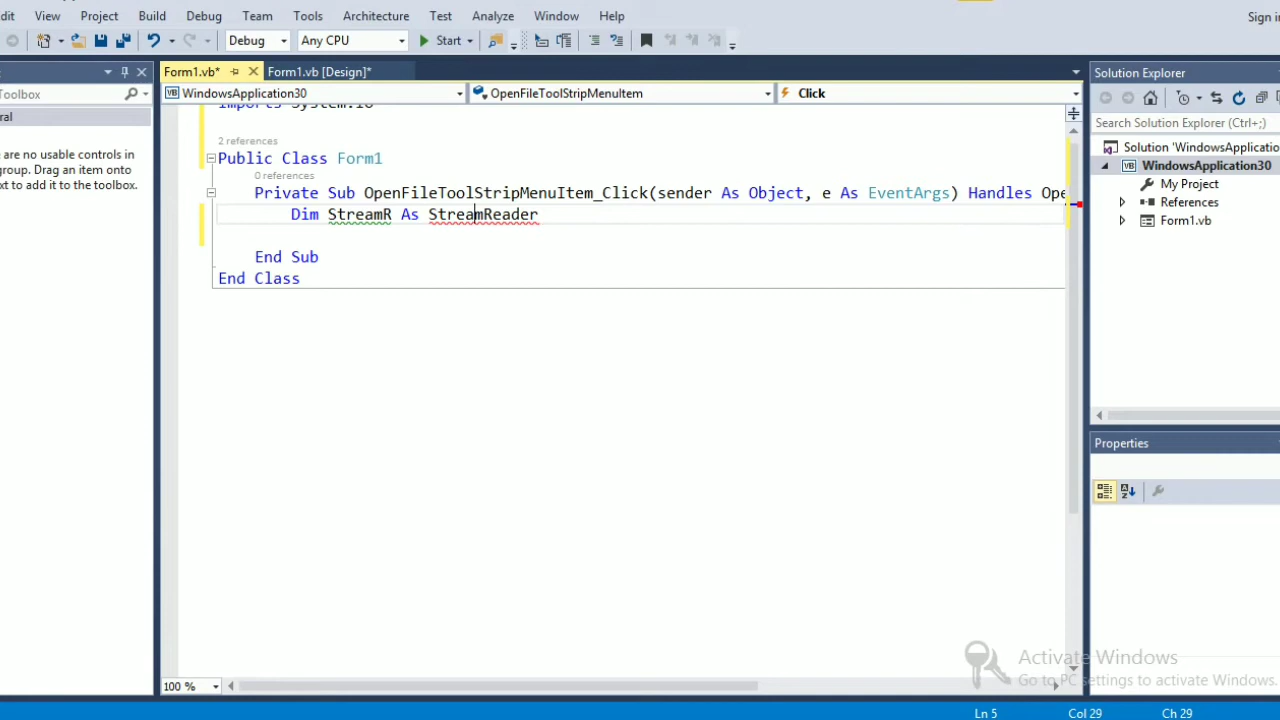 dit View Project Build Debug Team Tools Architecture Test Analyze Window Help
Sign i
Debug Any CPU Start
Form1.vb* Form1.vb [Design]*
Solution Explorer
Toolbox
WindowsApplication30 OpenFileToolStripMenuItem Click
Search Solution Explorer (Ctrl+;)
ral
re are no usable controls in
group. Drag an item onto
ext to add it to the toolbox.
Imports System.IO
2 references
Public Class Form1
0 references
Private Sub OpenFileToolStripMenuItem_Click(sender As Object, e As EventArgs) Handles Ope
Dim StreamR As StreamReader
End Sub
End Class
Solution 'WindowsApplicatio
WindowsApplication30
My Project
References
Form1.vb
Properties
Activate Windows
Go to PC settings to activate Windows.
100 %
Ln 5 Col 29 Ch 29